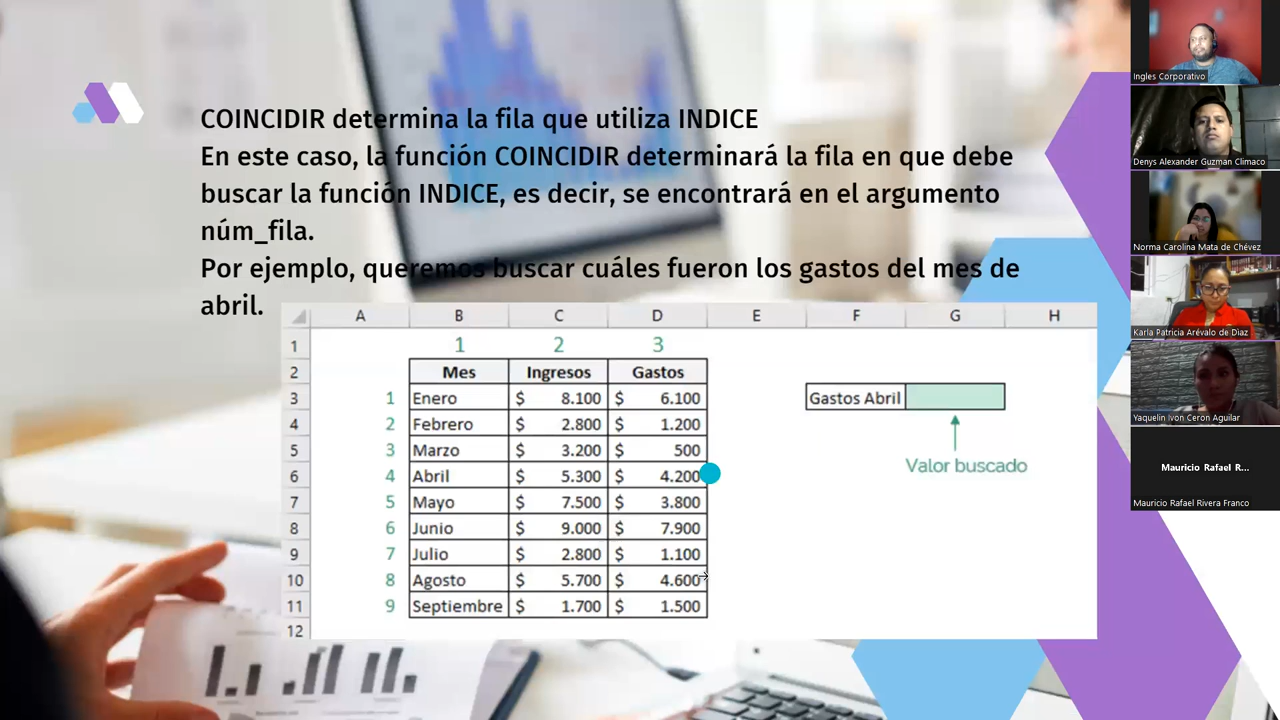 COINCIDIR determina la fila que utiliza INDICE
En este caso, la función COINCIDIR determinará la fila en que debe
buscar la función INDICE, es decir, se encontrará en el argumento
núm_fila.
Por ejemplo, queremos buscar cuáles fueron los gastos del mes de
abril.
A B C D E F G H
1 1 2 3
2 Mes Ingresos Gastos
3 1 Enero $ 8.100 $ 6.100 Gastos Abril
4 2 Febrero $ 2.800 $ 1.200
5 3 Marzo $ 3.200 $ 500
6 4 Abril $ 5.300 $ 4.200 Valor buscado
7 5 Mayo $ 7.500 $ 3.800
8 6 Junio $ 9.000 $ 7.900
9 7 Julio $ 2.800 $ 1.100
10 8 Agosto $ 5.700 $ 4.600
11 9 Septiembre $ 1.700 $ 1.500
12
Ingles Corporativo
Denys Alexander Guzman Climaco
Norma Carolina Mata de Chévez
Karla Patricia Arévalo de Diaz
Yaquelin Ivon Ceron Aguilar
Mauricio Rafael R...
Mauricio Rafael Rivera Franco